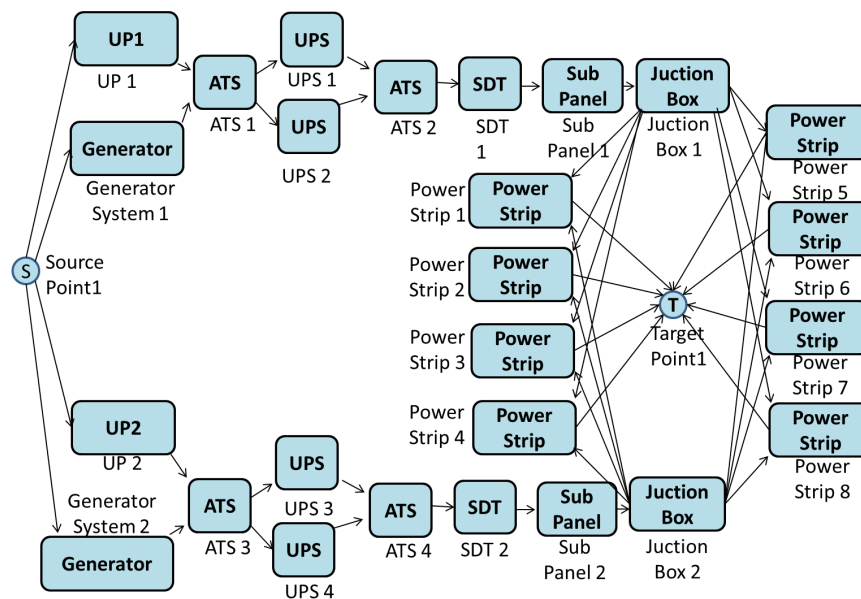 UP1
UP 1
Generator
Generator
System 1
ATS
ATS 1
UPS
UPS 1
UPS
UPS 2
ATS
ATS 2
SDT
SDT
1
Sub
Panel
Sub
Panel 1
Juction
Box
Juction
Box 1
Power
Strip
Power
Strip 1
Power
Strip
Power
Strip 2
Power
Strip
Power
Strip 3
Power
Strip
Power
Strip 4
Power
Strip
Power
Strip 5
Power
Strip
Power
Strip 6
Power
Strip
Power
Strip 7
Power
Strip
Power
Strip 8
S
Source
Point1
T
Target
Point1
UP2
UP 2
Generator
System 2
Generator
ATS
ATS 3
UPS
UPS 3
UPS
UPS 4
ATS
ATS 4
SDT
SDT 2
Sub
Panel
Sub
Panel 2
Juction
Box
Juction
Box 2